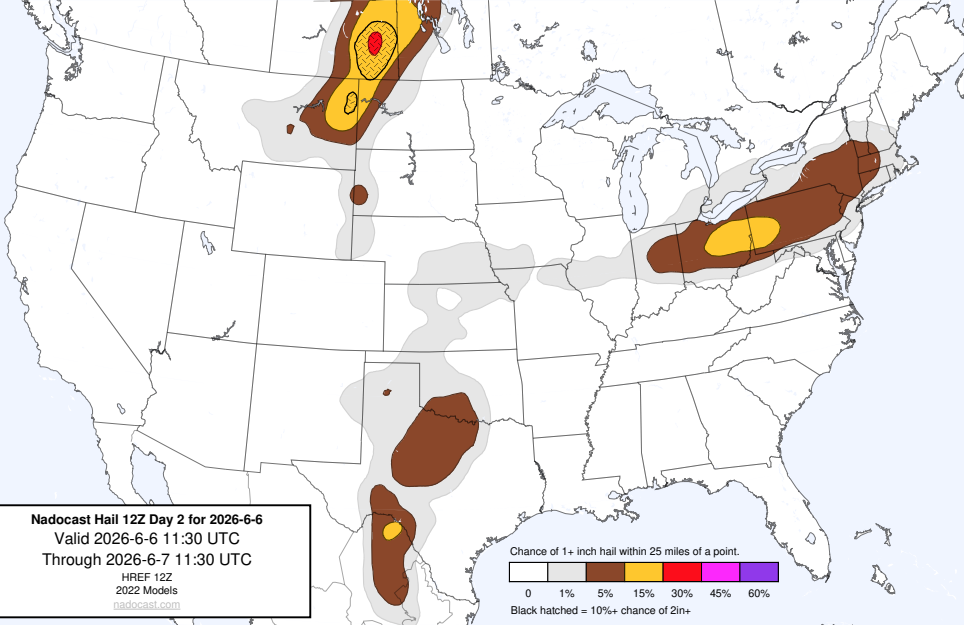 Nadocast Hail 12Z Day 2 for 2026-6-6
Valid 2026-6-6 11:30 UTC
Through 2026-6-7 11:30 UTC
HREF 12Z
2022 Models
nadocast.com
Chance of 1+ inch hail within 25 miles of a point.
0 1% 5% 15% 30% 45% 60%
Black hatched = 10%+ chance of 2in+